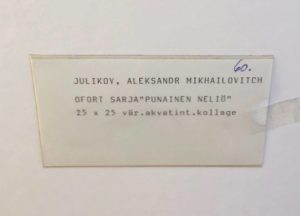 60.
JULIKOV, ALEKSANDR MIKHAILOVITCH
OFORT SARJA"PUNAINEN NELIÖ"
25 x 25 vär.akvatint.kollage